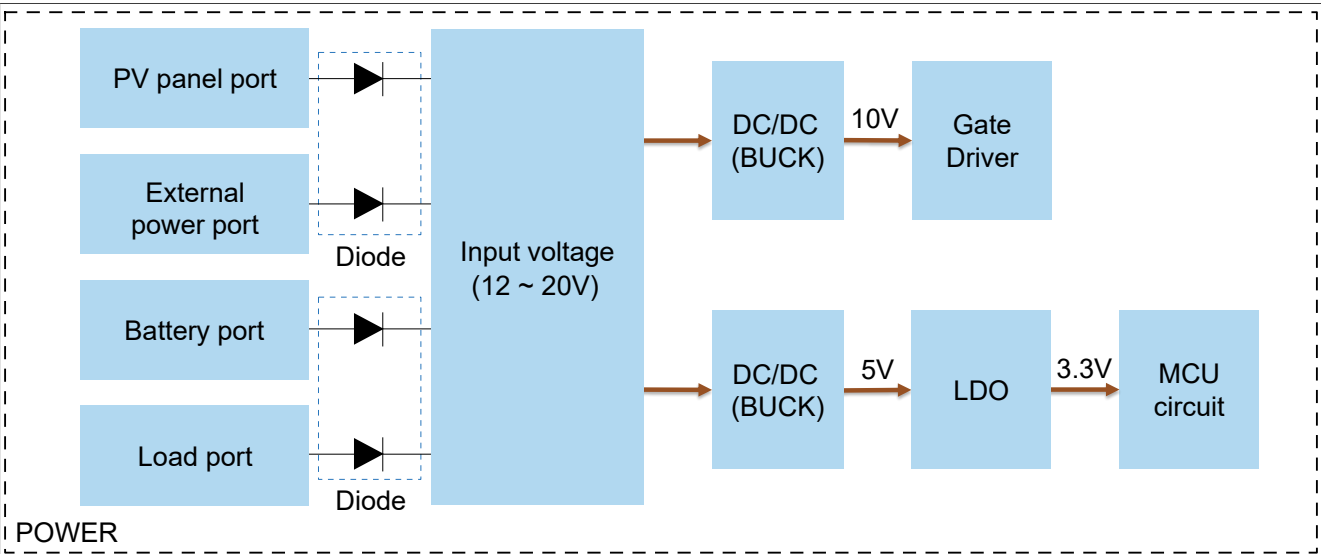 PV panel port
External
power port
Diode
Battery port
Load port
Diode
Input voltage
(12 ~ 20V)
DC/DC
(BUCK)
10V
Gate
Driver
DC/DC
(BUCK)
5V
LDO
3.3V
MCU
circuit
POWER